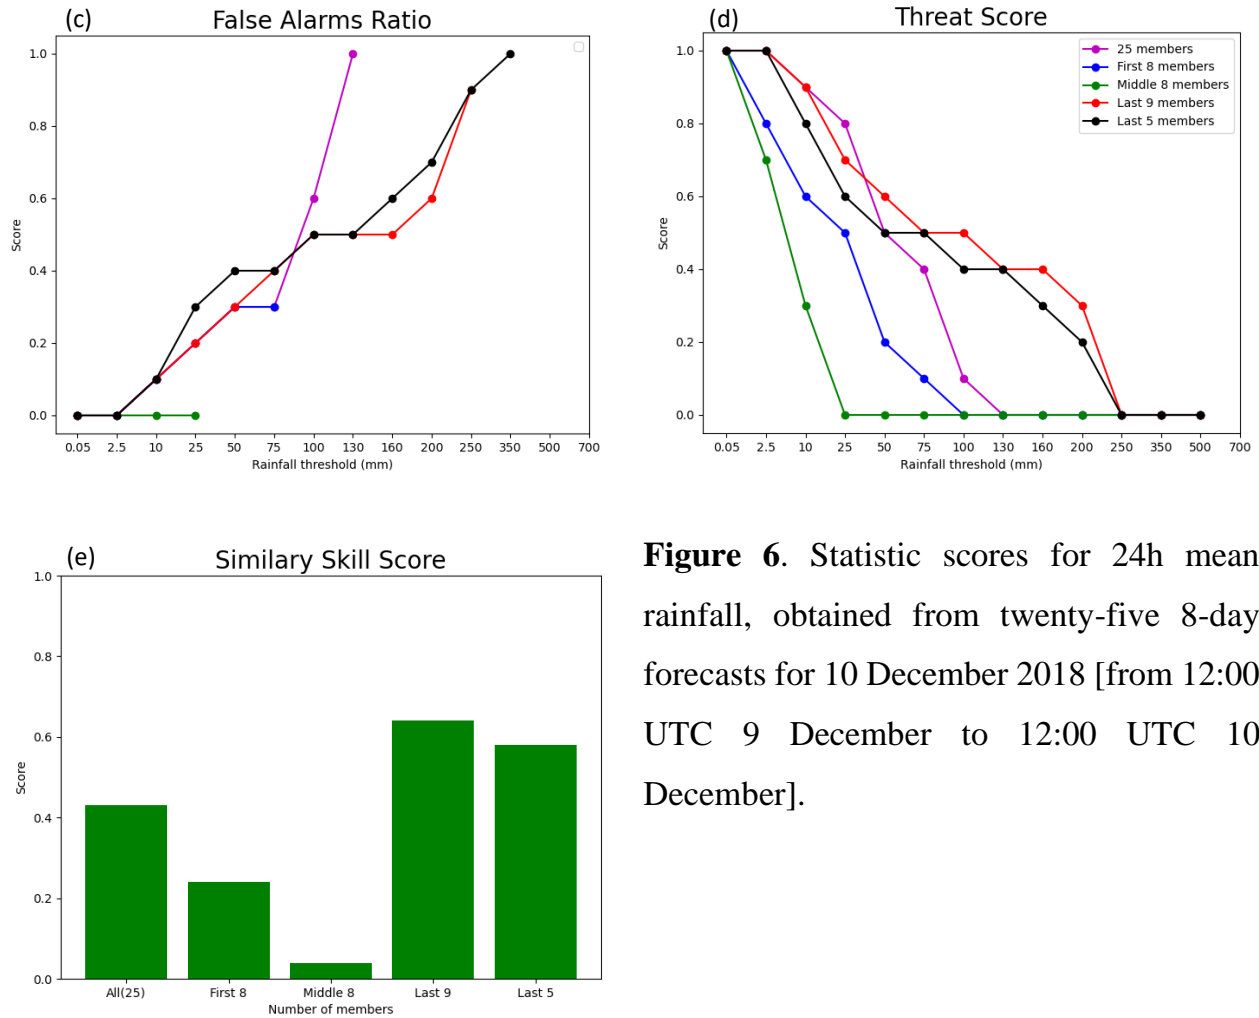 (c)
False Alarms Ratio
1.0
0.8
0.6
0.4
0.2
0.0
Score
0.05 2.5 10 25 50 75 100 130 160 200 250 350 500 700
Rainfall threshold (mm)
(d)
Threat Score
25 members
First 8 members
Middle 8 members
Last 9 members
Last 5 members
1.0
0.8
0.6
0.4
0.2
0.0
Score
0.05 2.5 10 25 50 75 100 130 160 200 250 350 500 700
Rainfall threshold (mm)
(e)
Similary Skill Score
1.0
0.8
0.6
0.4
0.2
0.0
Score
All(25) First 8 Middle 8 Last 9 Last 5
Number of members
Figure 6. Statistic scores for 24h mean
rainfall, obtained from twenty-five 8-day
forecasts for 10 December 2018 [from 12:00
UTC 9 December to 12:00 UTC 10
December].